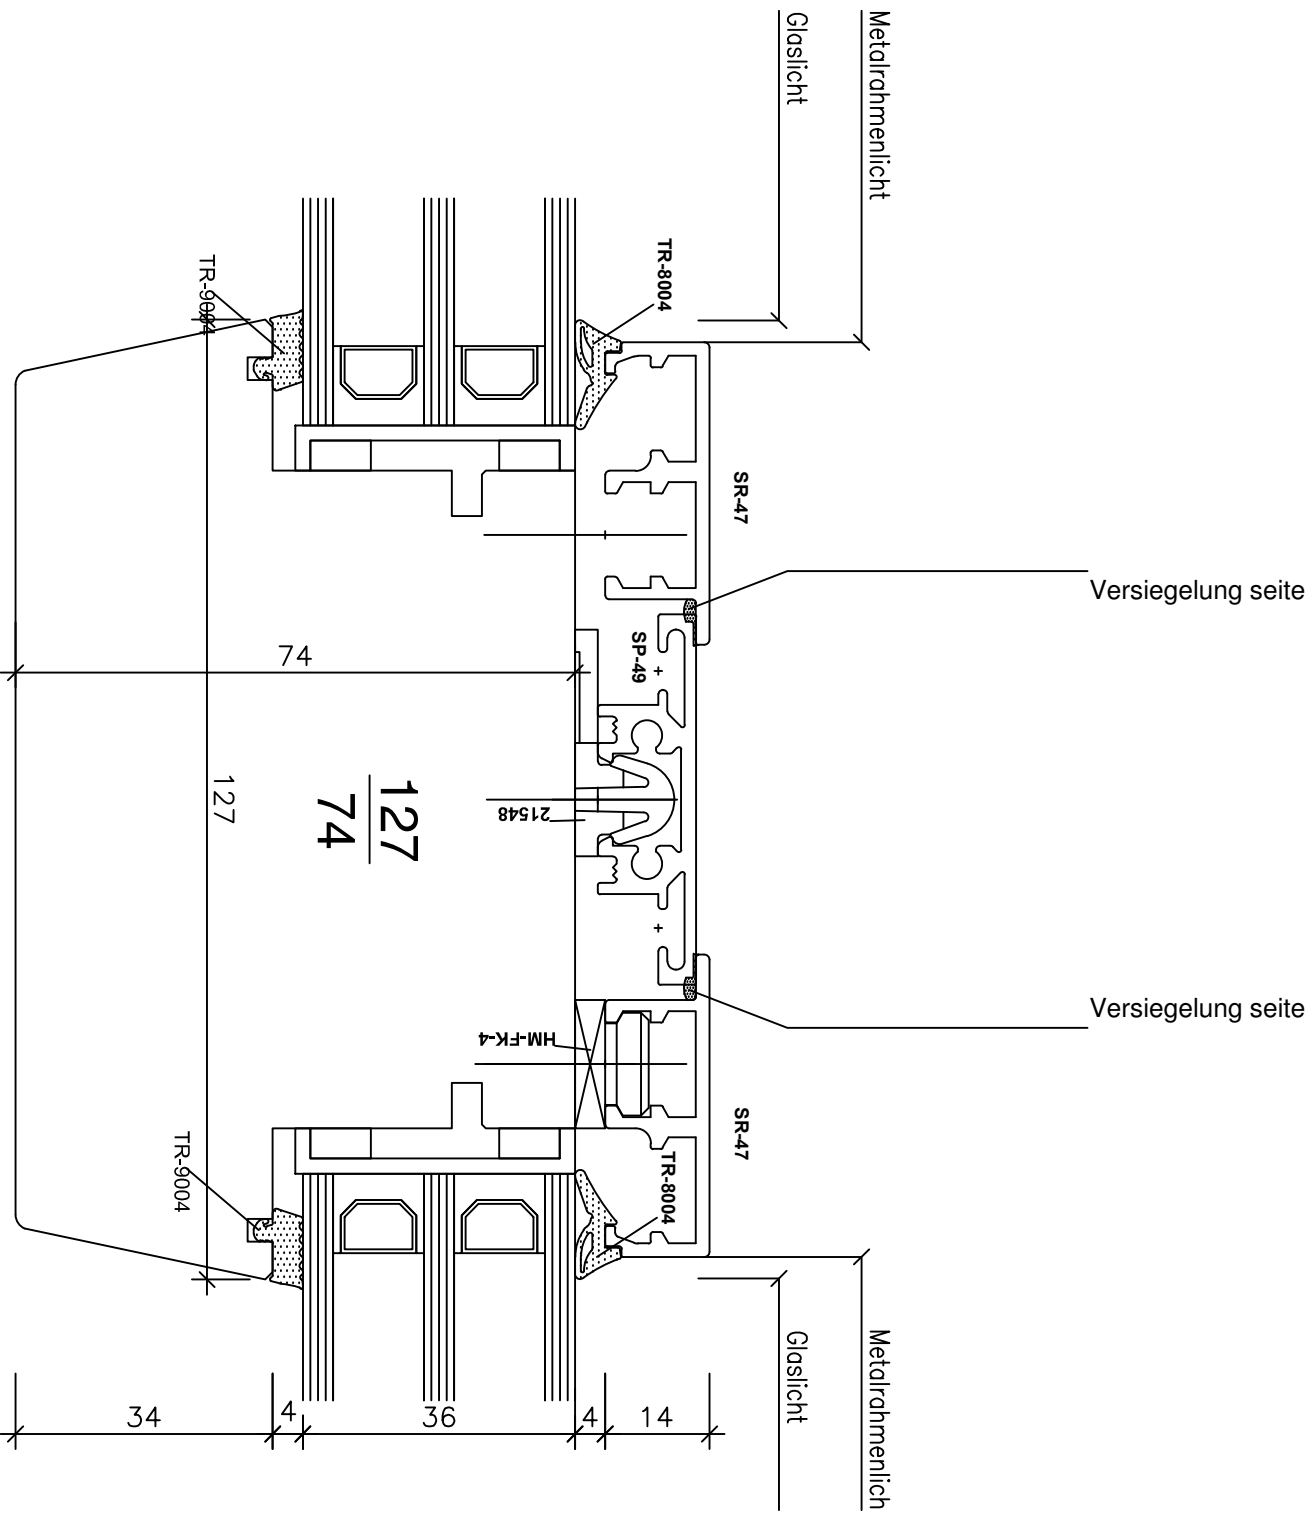 Metalrahmenlicht
Glaslicht
TR-8004
TR-9004
SR-47
Versiegelung seite
SP-49
74
127
127
74
21548
Versiegelung seite
HM-FK-4
SR-47
TR-8004
TR-9004
Metalrahmenlich
Glaslicht
34
4
36
4
14